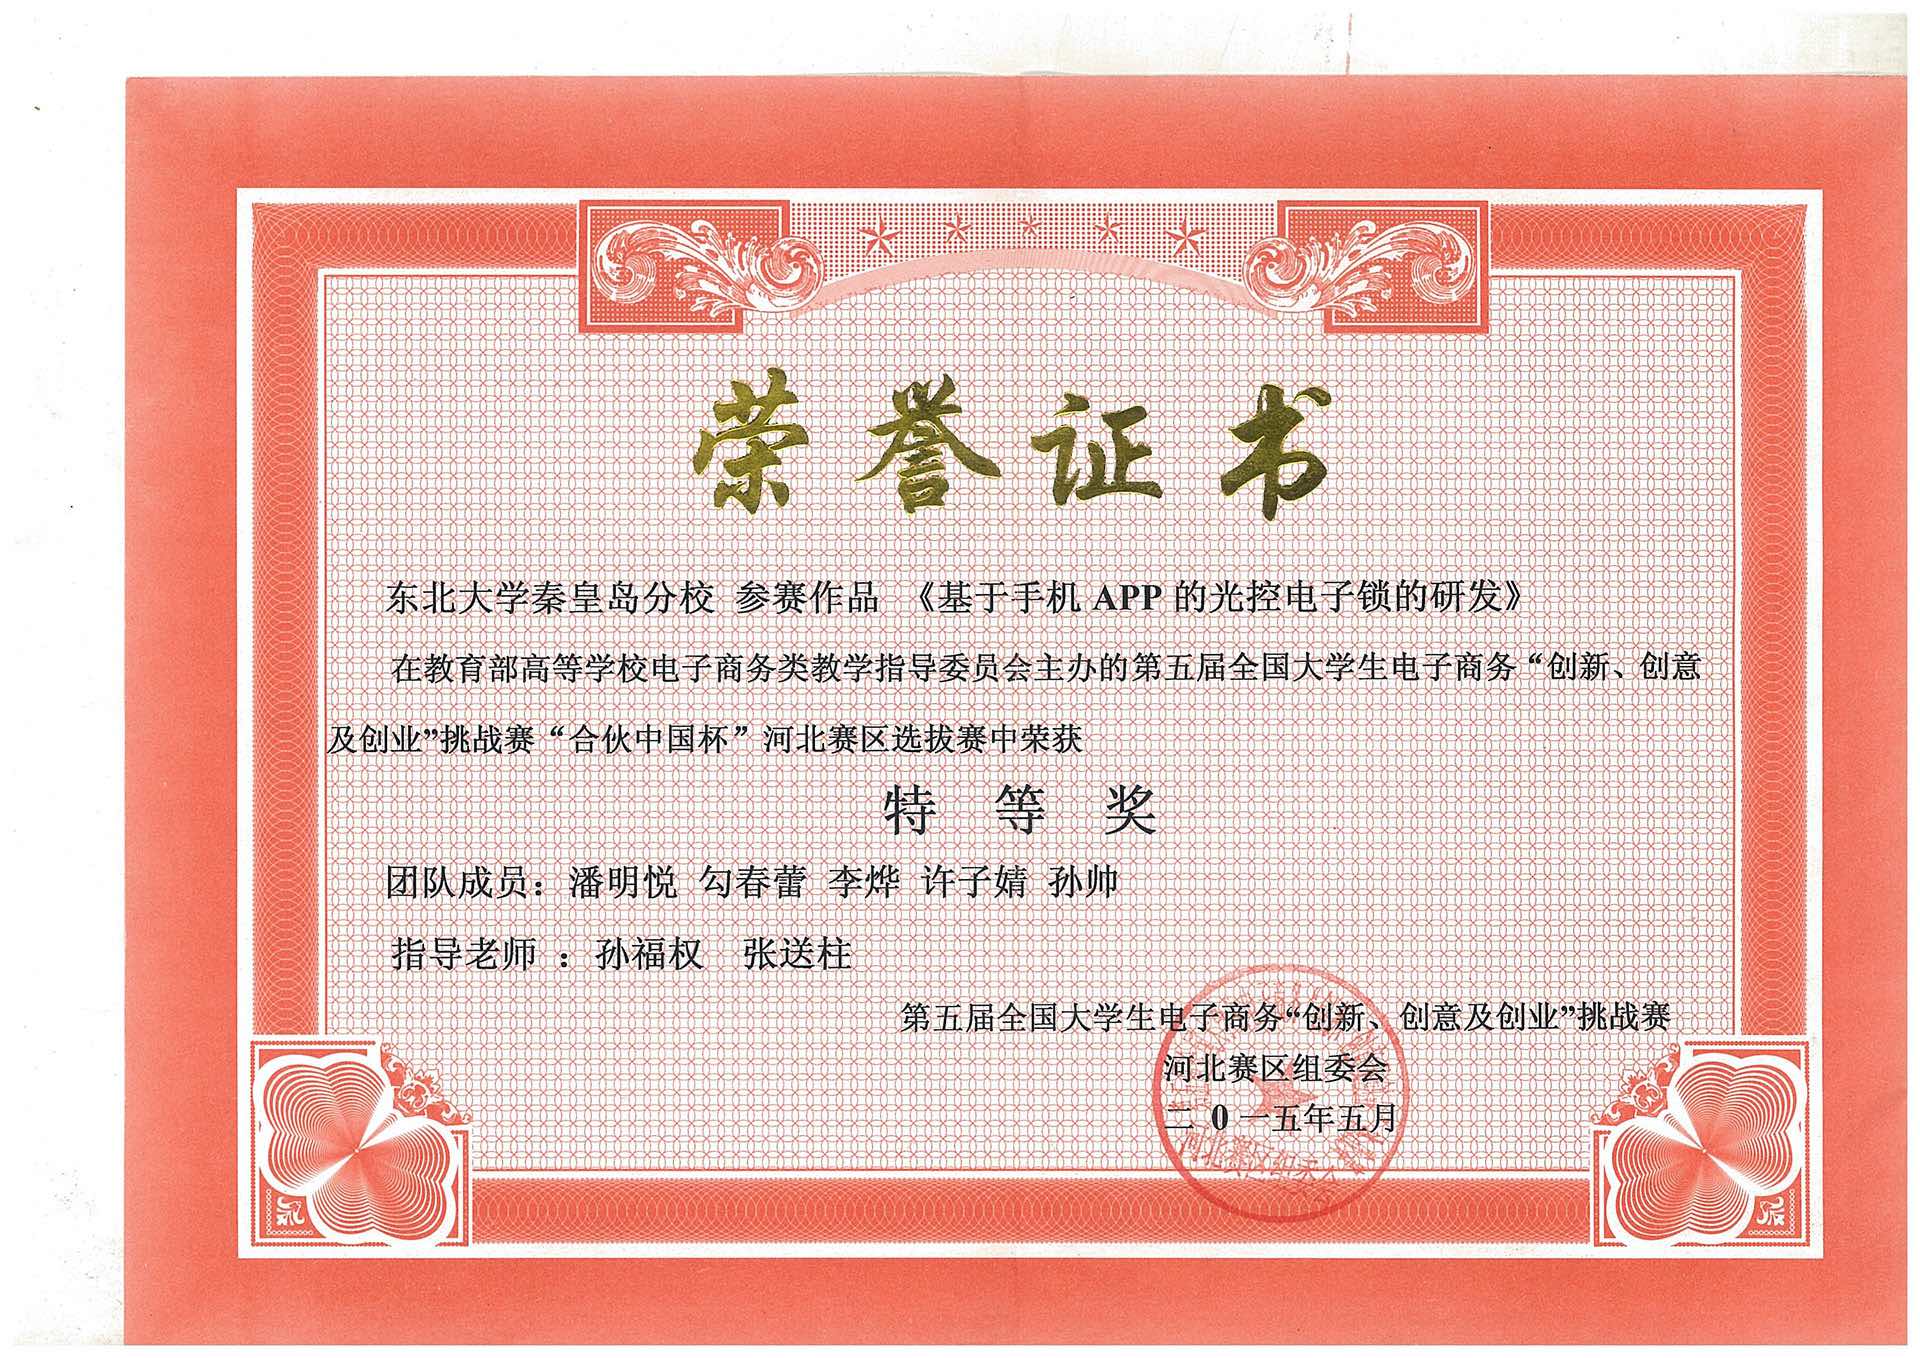 荣誉证书
东北大学秦皇岛分校 参赛作品 《基于手机 APP 的光控电子锁的研发》
在教育部高等学校电子商务类教学指导委员会主办的第五届全国大学生电子商务“创新、创意
及创业”挑战赛“合伙中国杯”河北赛区选拔赛中荣获
特 等 奖
团队成员：潘明悦 勾春蕾 李烨 许子婧 孙帅
指导老师 ：孙福权 张送柱
第五届全国大学生电子商务“创新、创意及创业”挑战赛
河北赛区组委会
二 0 一五年五月
河北赛区组委会